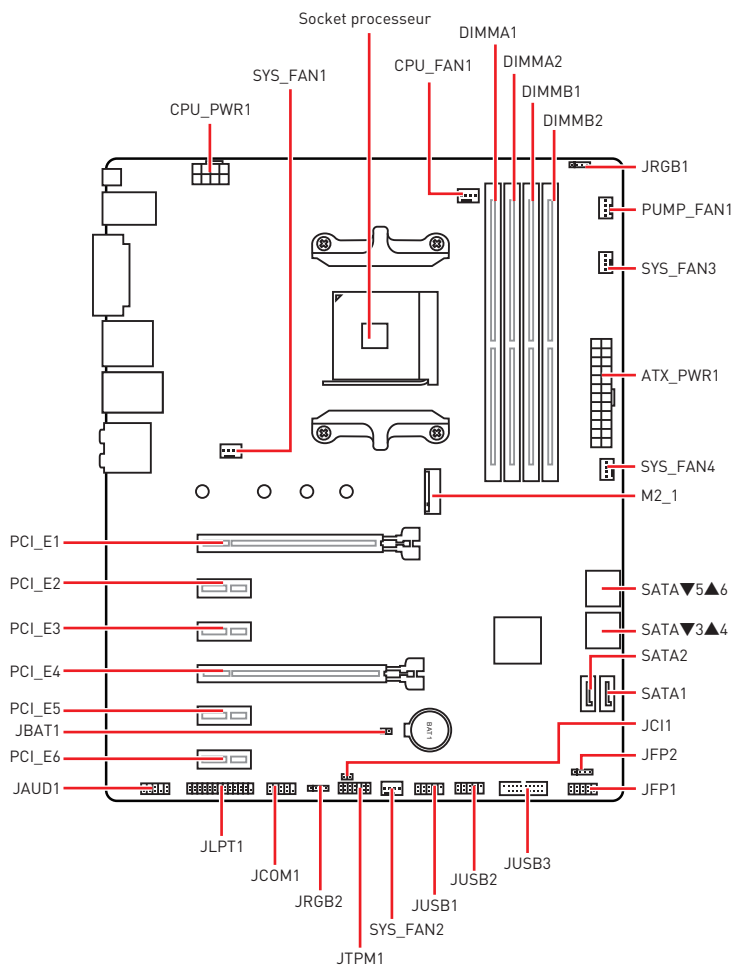 Socket processeur
DIMMA1
CPU_FAN1
DIMMA2
SYS_FAN1
DIMMB1
CPU_PWR1
DIMMB2
JRGB1
PUMP_FAN1
SYS_FAN3
ATX_PWR1
SYS_FAN4
M2_1
PCI_E1
PCI_E2
SATA▼5▲6
PCI_E3
SATA▼3▲4
SATA2
PCI_E4
SATA1
PCI_E5
JBAT1
BAT1
JCI1
PCI_E6
JFP2
JAUD1
JFP1
JLPT1
JCOM1
JRGB2
SYS_FAN2
JTPM1
JUSB1
JUSB2
JUSB3